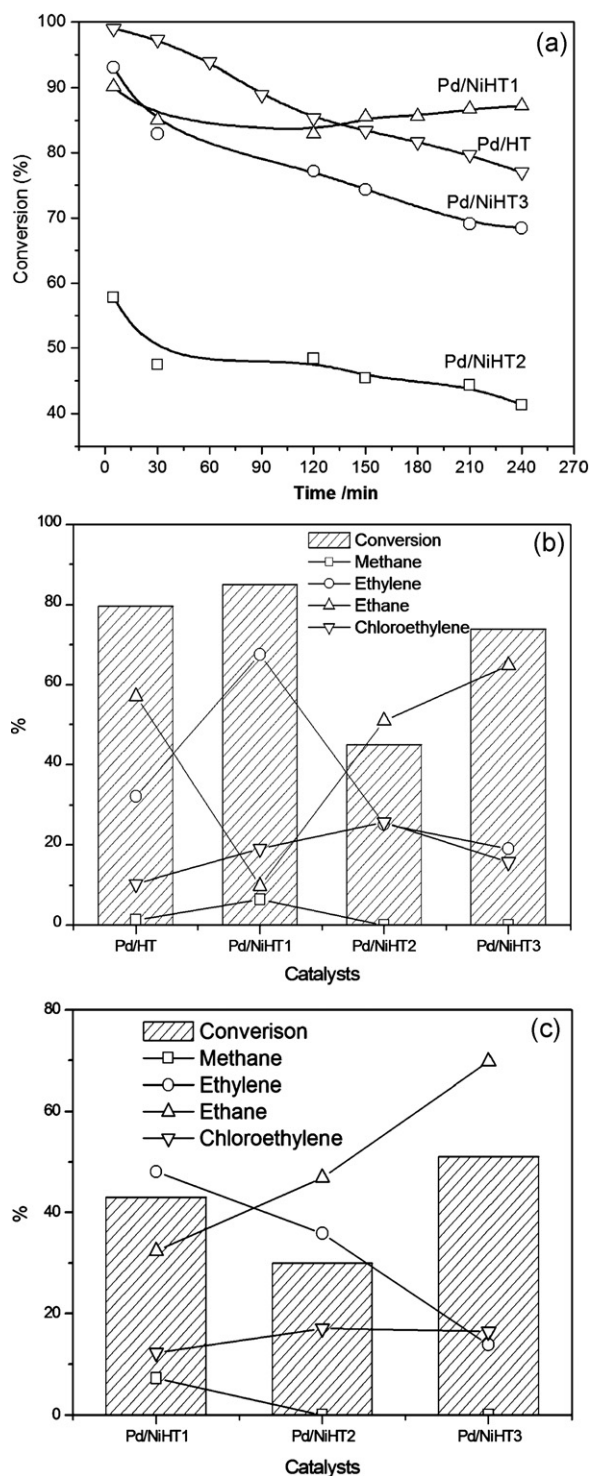 (a)
100
90
80
70
60
50
40
Conversion (%)
Pd/NiHT1
Pd/HT
Pd/NiHT3
Pd/NiHT2
0 30 60 90 120 150 180 210 240 270
Time /min
(b)
100
80
60
40
20
0
%
Conversion
Methane
Ethylene
Ethane
Chloroethylene
Pd/HT Pd/NiHT1 Pd/NiHT2 Pd/NiHT3
Catalysts
(c)
80
60
40
20
0
%
Converison
Methane
Ethylene
Ethane
Chloroethylene
Pd/NiHT1 Pd/NiHT2 Pd/NiHT3
Catalysts